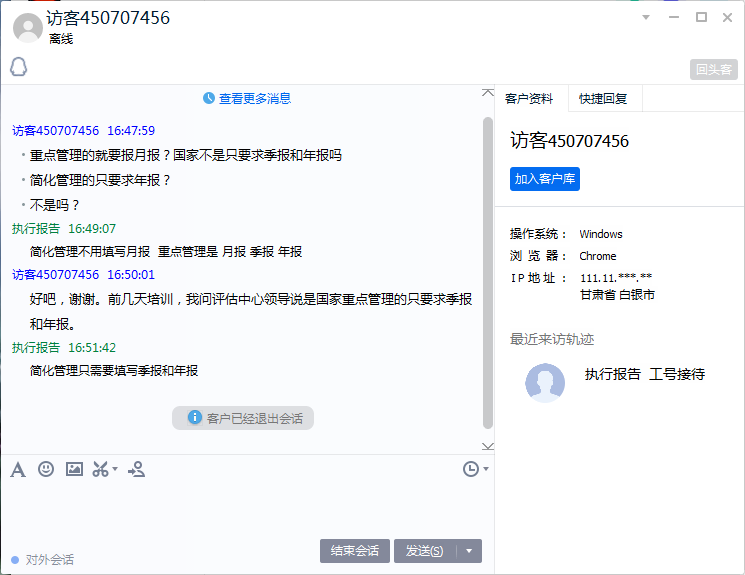 访客450707456
离线
回头客
查看更多消息
访客450707456 16:47:59
·重点管理的就要报月报？国家不是只要求季报和年报吗
·简化管理的只要求年报？
·不是吗？
执行报告 16:49:07
简化管理不用填写月报 重点管理是 月报 季报 年报
访客450707456 16:50:01
好吧，谢谢。前几天培训，我问评估中心领导说是国家重点管理的只要求季报
和年报。
执行报告 16:51:42
简化管理只需要填写季报和年报
客户已经退出会话
对外会话
结束会话 发送(S)
客户资料 快捷回复
访客450707456
加入客户库
操作系统： Windows
浏 览 器： Chrome
IP 地 址： 111.11.***.**
甘肃省 白银市
最近来访轨迹
执行报告 工号接待